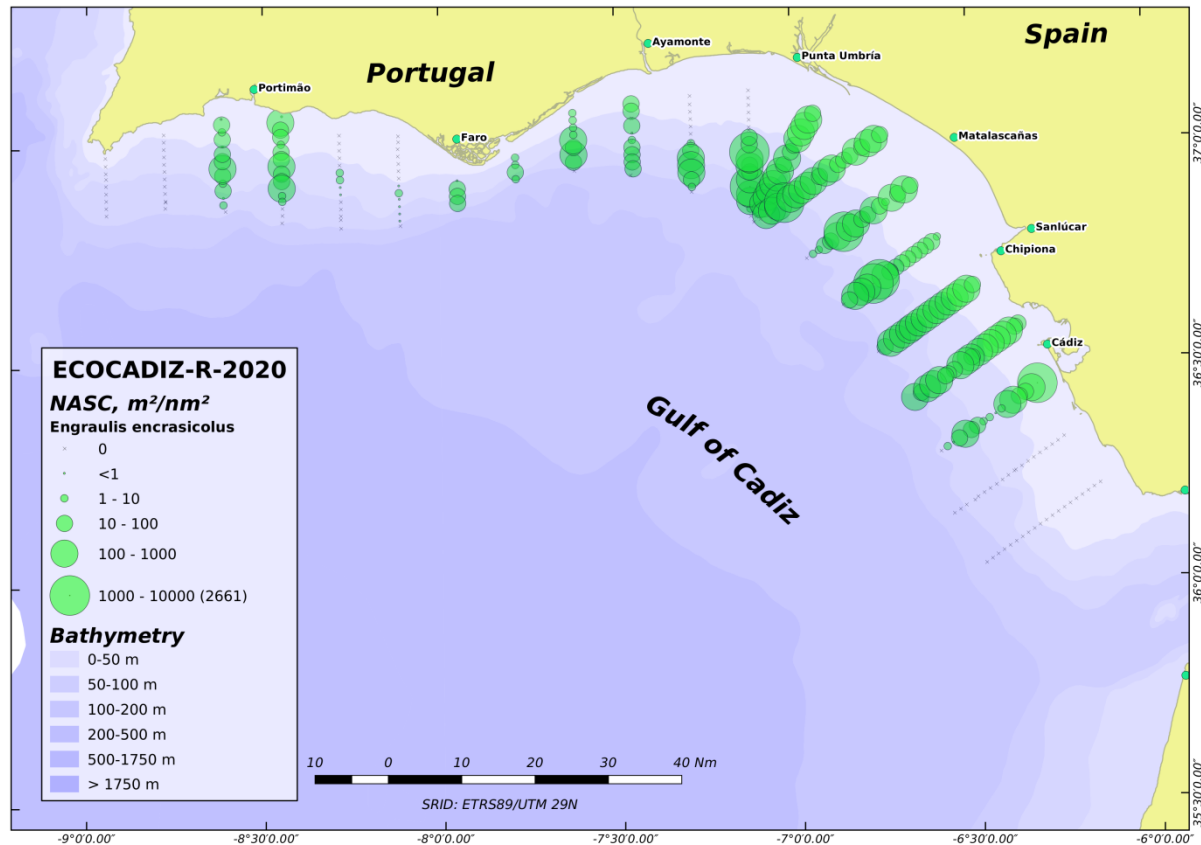 Spain
Portugal
Ayamonte
Punta Umbría
Portimão
Faro
Matalascañas
Sanlúcar
Chipiona
Cádiz
Gulf of Cadiz
ECOCADIZ-R-2020
NASC, m²/nm²
Engraulis encrasicolus
0
<1
1 - 10
10 - 100
100 - 1000
1000 - 10000 (2661)
Bathymetry
0-50 m
50-100 m
100-200 m
200-500 m
500-1750 m
> 1750 m
10 0 10 20 30 40 Nm
SRID: ETRS89/UTM 29N
37°0′0.00″
36°30′0.00″
36°0′0.00″
35°30′0.00″
-9°0′0.00″ -8°30′0.00″ -8°0′0.00″ -7°30′0.00″ -7°0′0.00″ -6°30′0.00″ -6°0′0.00″